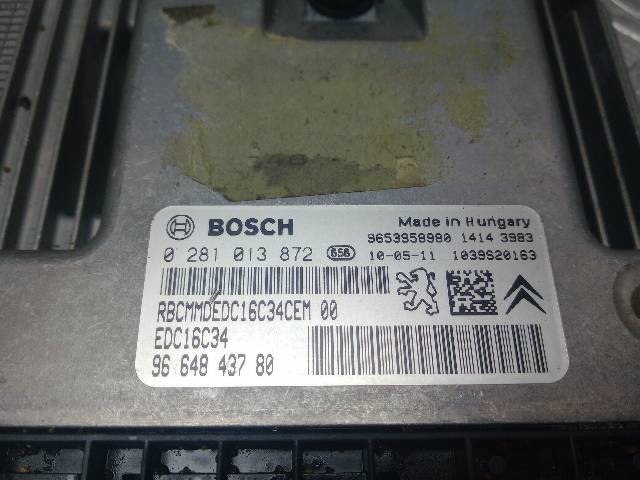 BOSCH
Made in Hungary
9653958980 1414 3983
0 281 013 872 656 10-05-11 1039S20163
RBCMMDEDC16C34CEM 00
EDC16C34
96 648 437 80